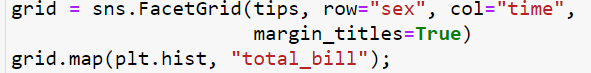 grid = sns.FacetGrid(tips, row="sex", col="time",
                     margin_titles=True)
grid.map(plt.hist, "total_bill");